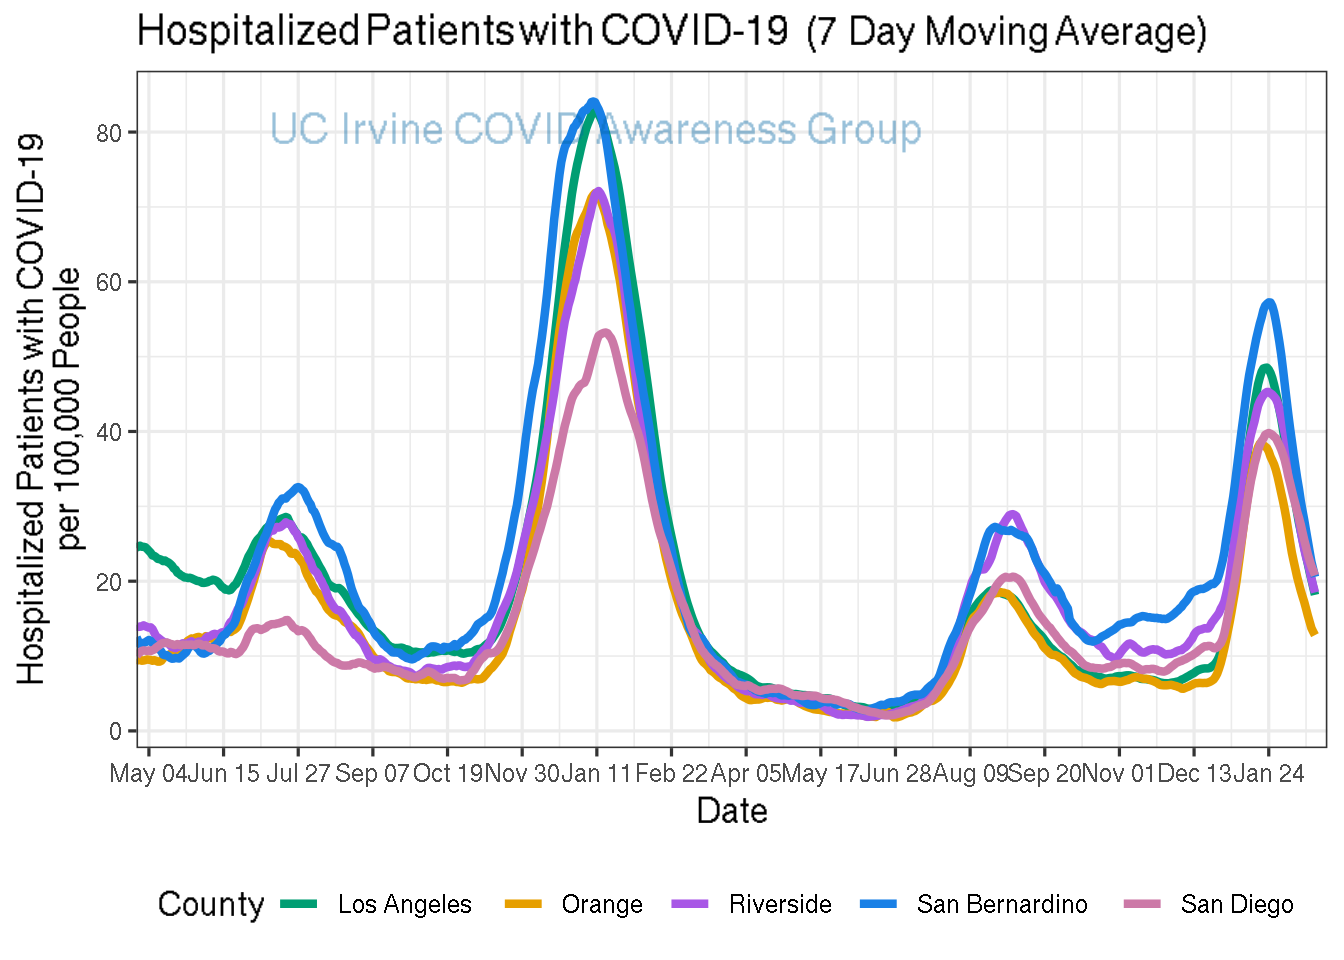 Hospitalized Patients with COVID-19 (7 Day Moving Average)
UC Irvine COVID Awareness Group
Hospitalized Patients with COVID-19
per 100,000 People
80
60
40
20
0
May 04 Jun 15 Jul 27 Sep 07 Oct 19 Nov 30 Jan 11 Feb 22 Apr 05 May 17 Jun 28 Aug 09 Sep 20 Nov 01 Dec 13 Jan 24
Date
County Los Angeles Orange Riverside San Bernardino San Diego